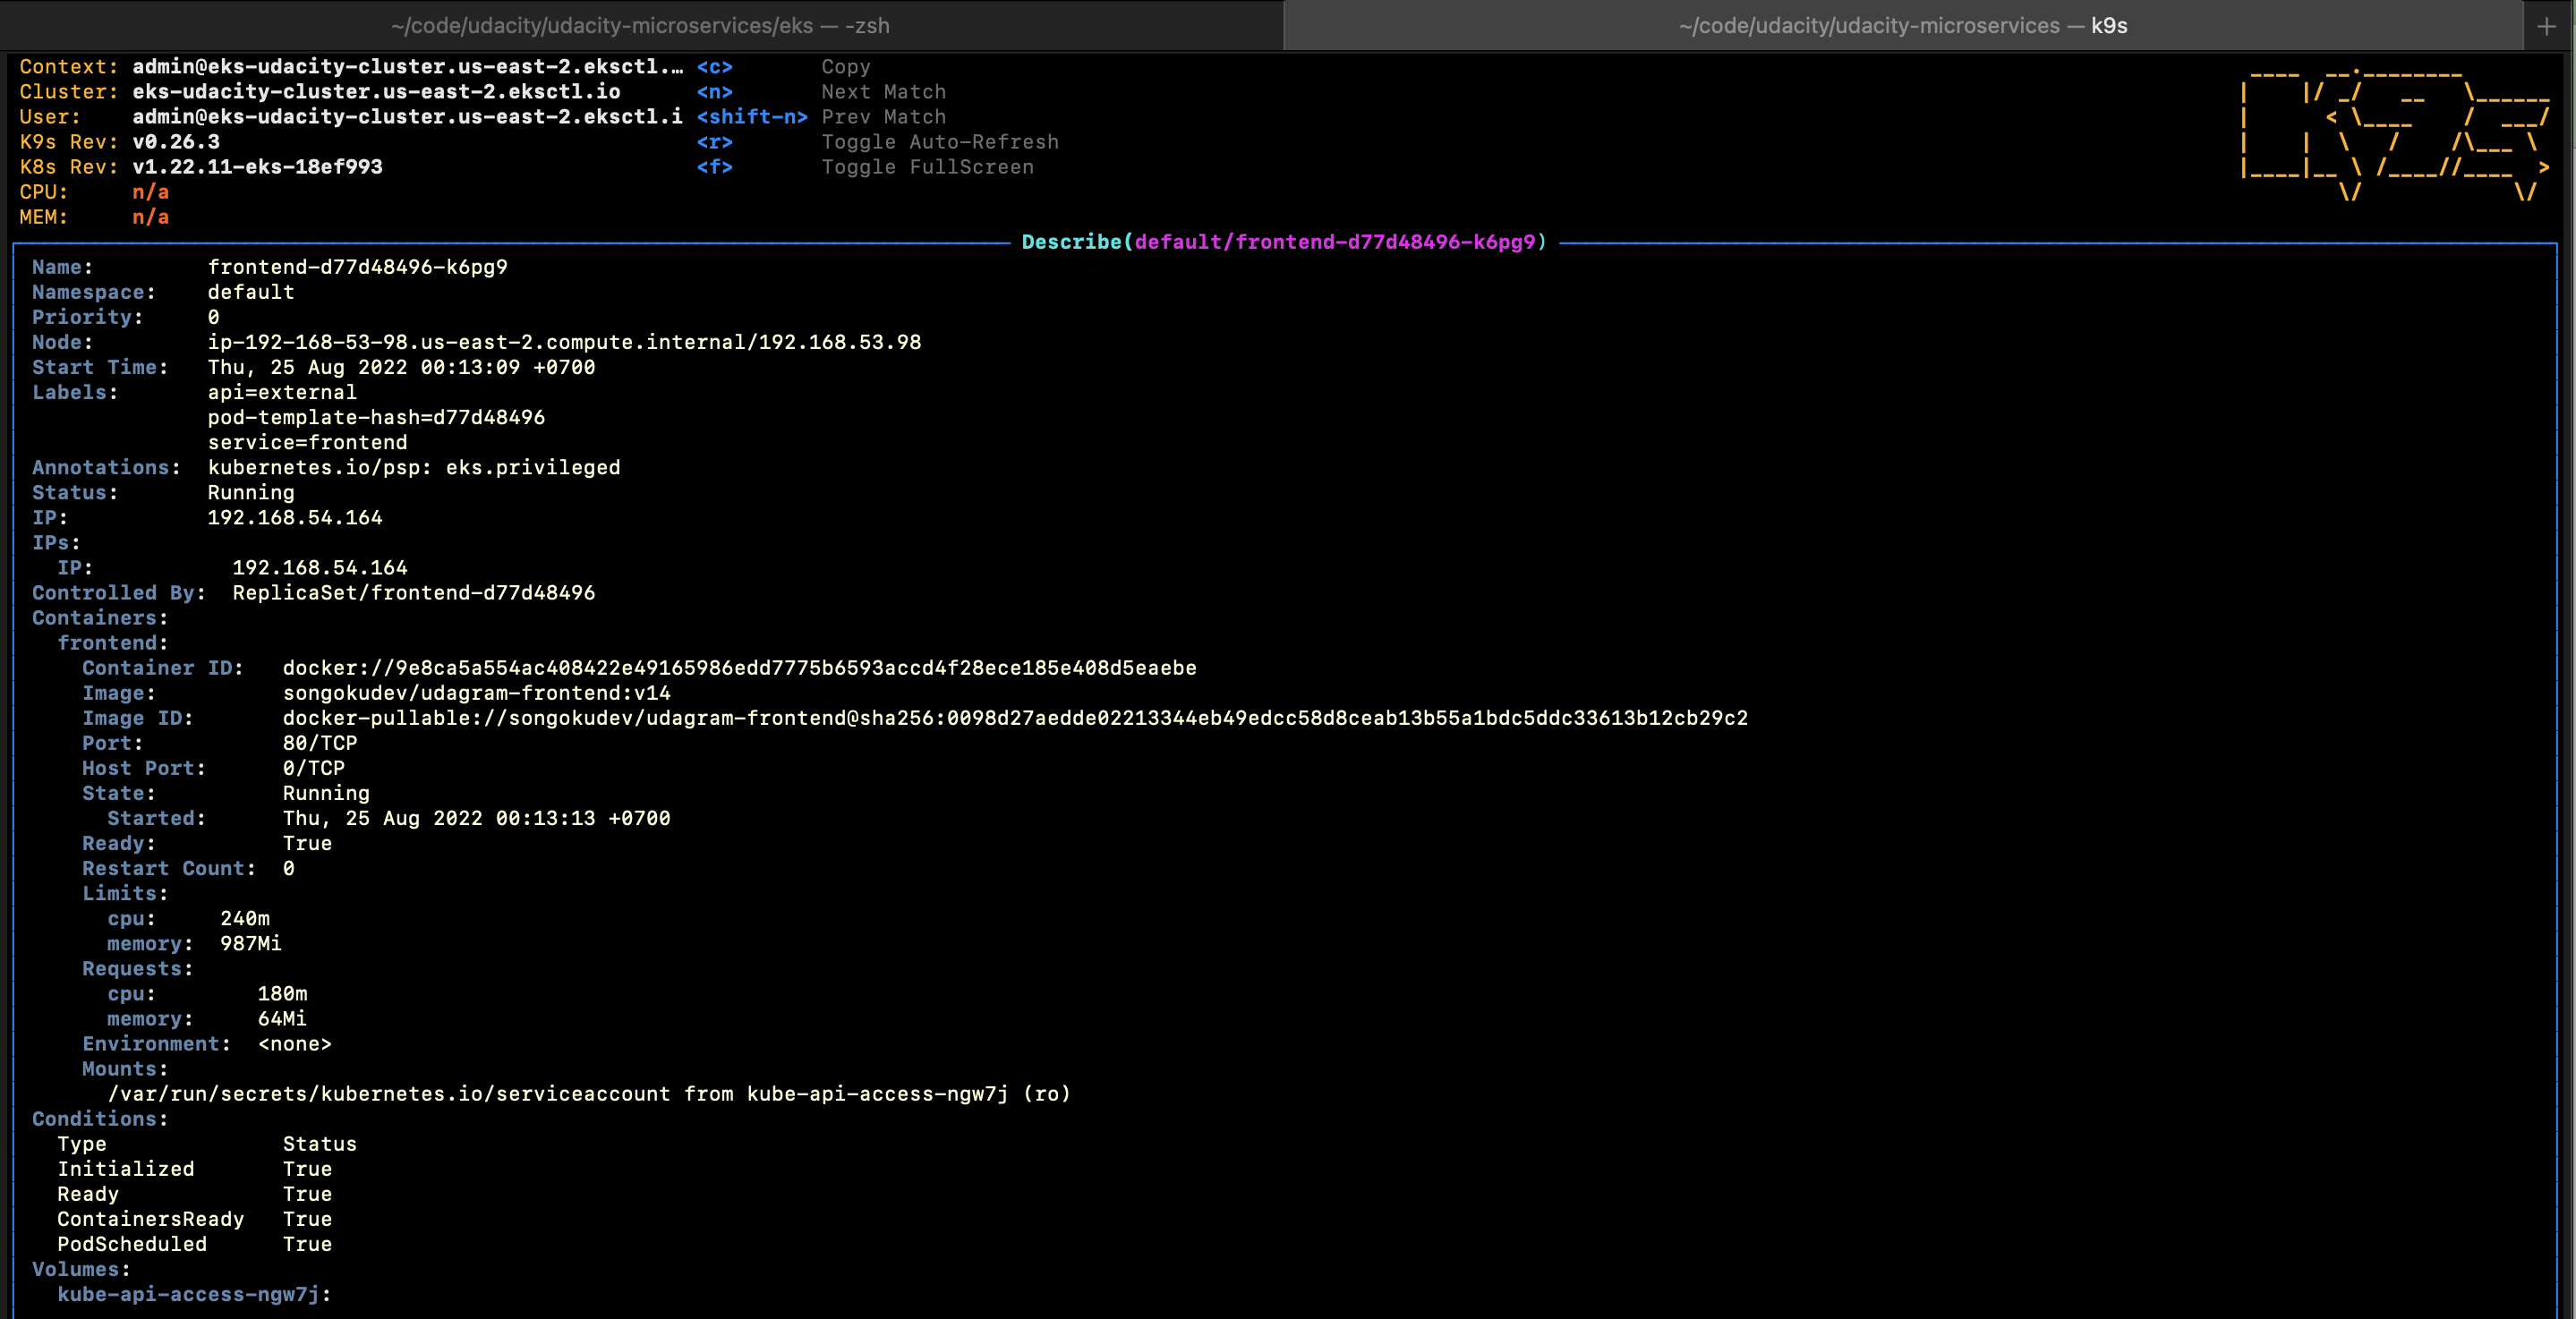 ~/code/udacity/udacity-microservices/eks — -zsh
~/code/udacity/udacity-microservices — k9s
Context: admin@eks-udacity-cluster.us-east-2.eksctl.… <c> Copy
Cluster: eks-udacity-cluster.us-east-2.eksctl.io <n> Next Match
User: admin@eks-udacity-cluster.us-east-2.eksctl.i <shift-n> Prev Match
K9s Rev: v0.26.3 <r> Toggle Auto-Refresh
K8s Rev: v1.22.11-eks-18ef993 <f> Toggle FullScreen
CPU: n/a
MEM: n/a
Describe(default/frontend-d77d48496-k6pg9)
Name: frontend-d77d48496-k6pg9
Namespace: default
Priority: 0
Node: ip-192-168-53-98.us-east-2.compute.internal/192.168.53.98
Start Time: Thu, 25 Aug 2022 00:13:09 +0700
Labels: api=external
pod-template-hash=d77d48496
service=frontend
Annotations: kubernetes.io/psp: eks.privileged
Status: Running
IP: 192.168.54.164
IPs:
IP: 192.168.54.164
Controlled By: ReplicaSet/frontend-d77d48496
Containers:
frontend:
Container ID: docker://9e8ca5a554ac408422e49165986edd7775b6593accd4f28ece185e408d5eaebe
Image: songokudev/udagram-frontend:v14
Image ID: docker-pullable://songokudev/udagram-frontend@sha256:0098d27aedde02213344eb49edcc58d8ceab13b55a1bdc5ddc33613b12cb29c2
Port: 80/TCP
Host Port: 0/TCP
State: Running
Started: Thu, 25 Aug 2022 00:13:13 +0700
Ready: True
Restart Count: 0
Limits:
cpu: 240m
memory: 987Mi
Requests:
cpu: 180m
memory: 64Mi
Environment: <none>
Mounts:
/var/run/secrets/kubernetes.io/serviceaccount from kube-api-access-ngw7j (ro)
Conditions:
Type Status
Initialized True
Ready True
ContainersReady True
PodScheduled True
Volumes:
kube-api-access-ngw7j: